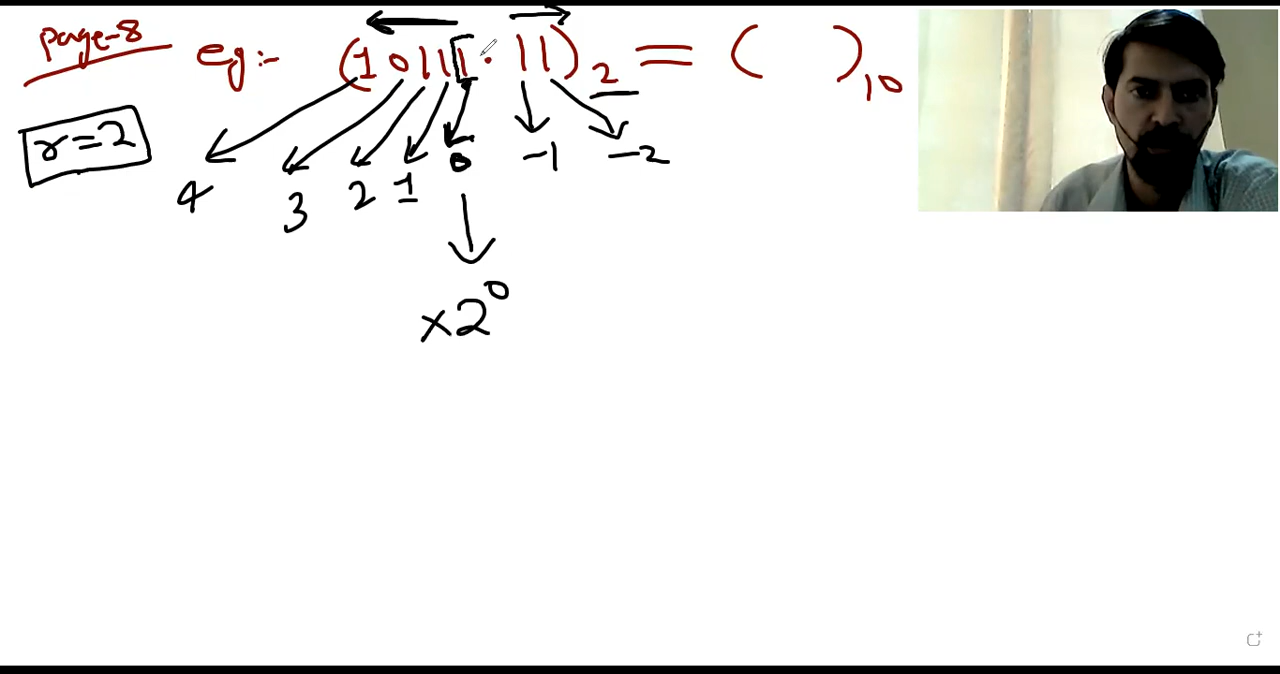 page-8
eg:- (10111.11)2 = ( )10
r=2
4 3 2 1 0 -1 -2
×2⁰